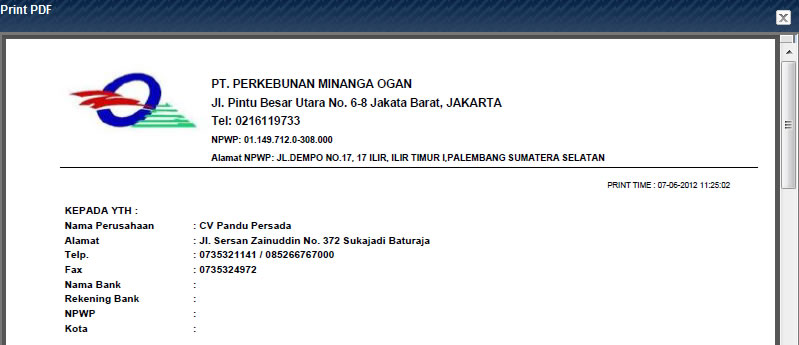 Print PDF
PT. PERKEBUNAN MINANGA OGAN
Jl. Pintu Besar Utara No. 6-8 Jakata Barat, JAKARTA
Tel: 0216119733
NPWP: 01.149.712.0-308.000
Alamat NPWP: JL.DEMPO NO.17, 17 ILIR, ILIR TIMUR I,PALEMBANG SUMATERA SELATAN
PRINT TIME : 07-06-2012 11:25:02
KEPADA YTH :
Nama Perusahaan : CV Pandu Persada
Alamat : Jl. Sersan Zainuddin No. 372 Sukajadi Baturaja
Telp. : 0735321141 / 085266767000
Fax : 0735324972
Nama Bank :
Rekening Bank :
NPWP :
Kota :